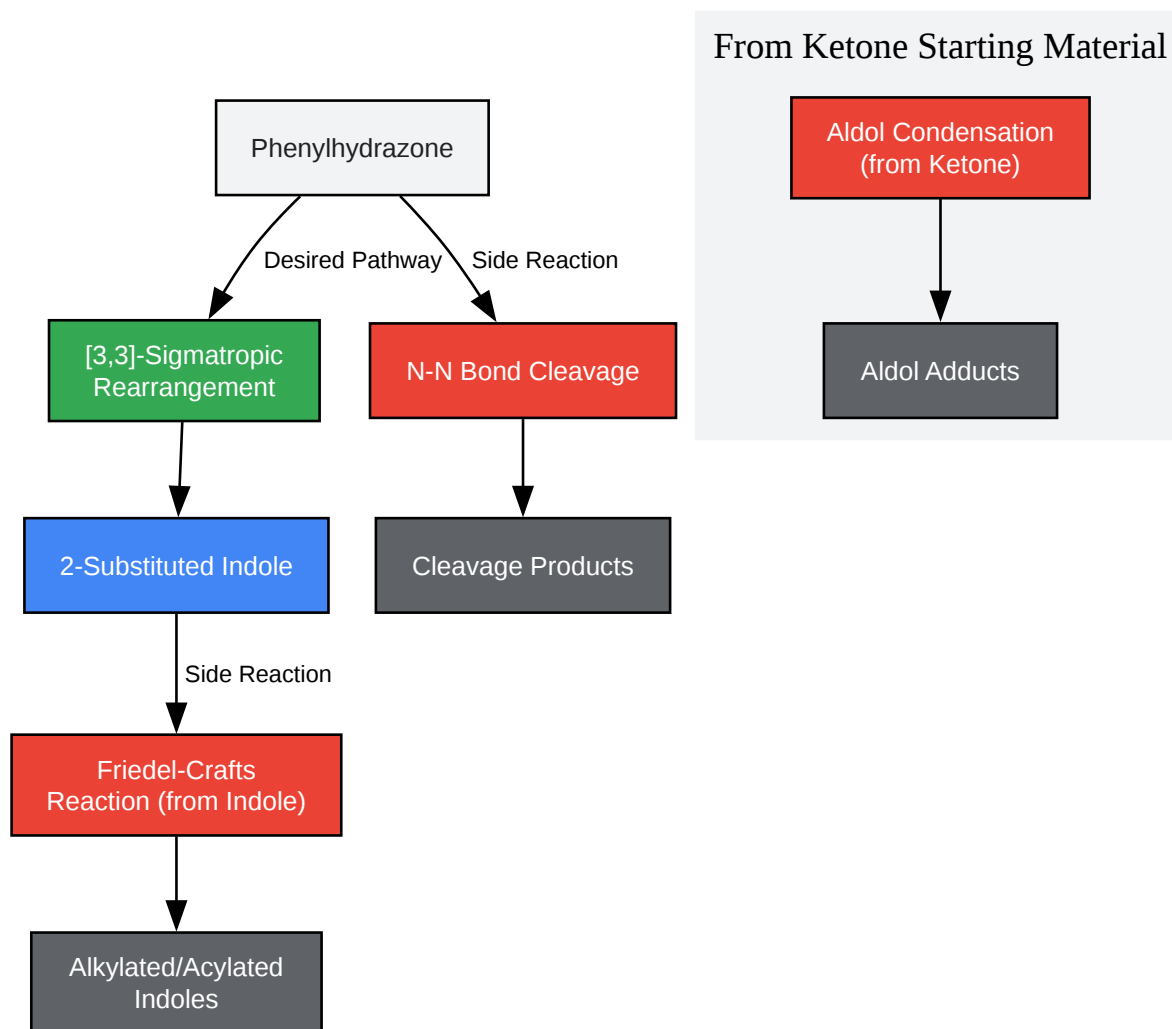 From Ketone Starting Material
Phenylhydrazone
Aldol Condensation
(from Ketone)
Desired Pathway
Side Reaction
[3,3]-Sigmatropic
Rearrangement
N-N Bond Cleavage
Aldol Adducts
2-Substituted Indole
Cleavage Products
Side Reaction
Friedel-Crafts
Reaction (from Indole)
Alkylated/Acylated
Indoles